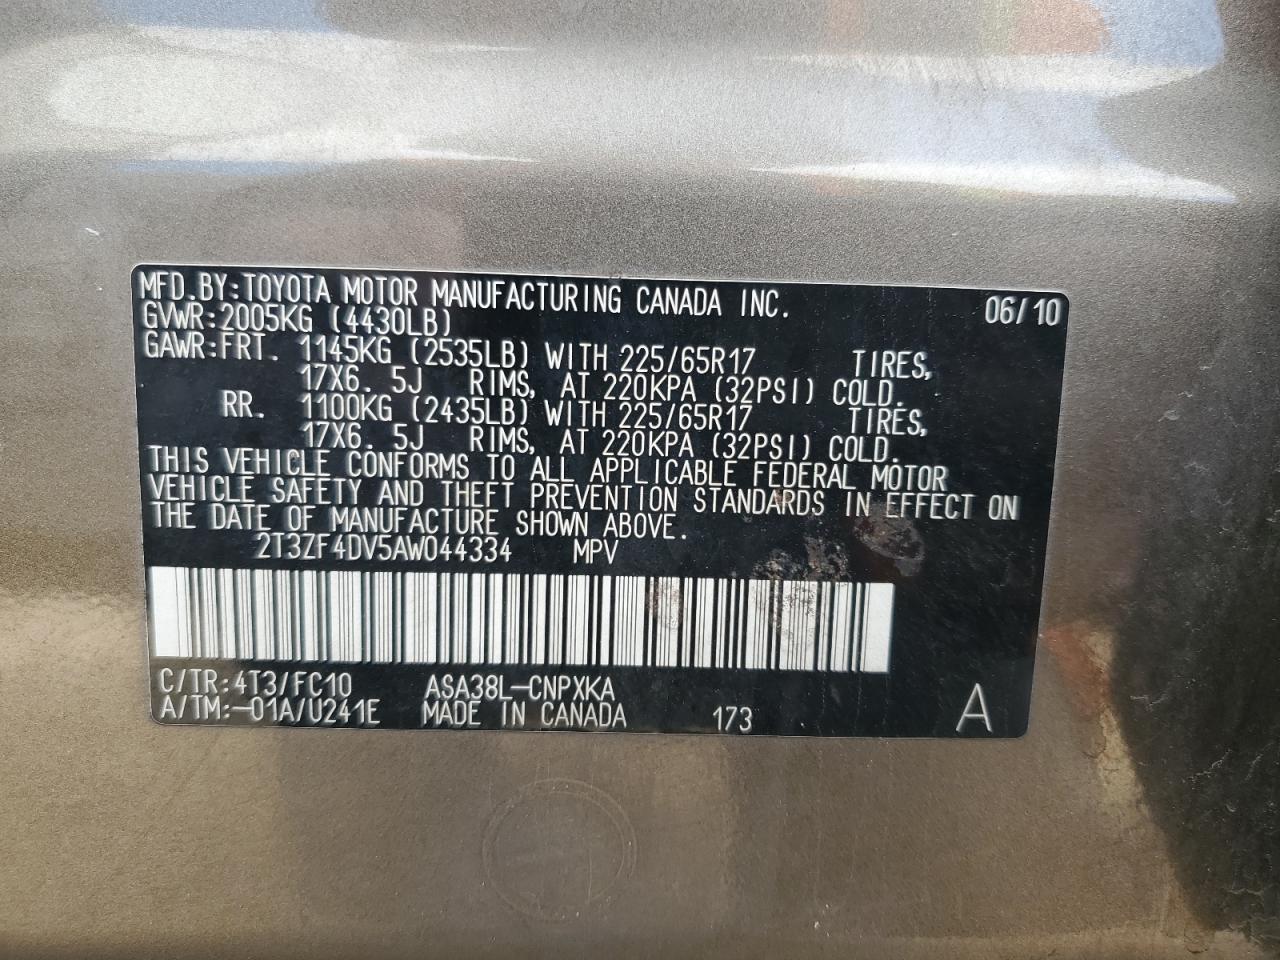 MFD.BY:TOYOTA MOTOR MANUFACTURING CANADA INC. 06/10
GVWR:2005KG (4430LB)
GAWR:FRT. 1145KG (2535LB) WITH 225/65R17 TIRES,
17X6. 5J RIMS, AT 220KPA (32PSI) COLD.
RR. 1100KG (2435LB) WITH 225/65R17 TIRES,
17X6. 5J RIMS, AT 220KPA (32PSI) COLD.
THIS VEHICLE CONFORMS TO ALL APPLICABLE FEDERAL MOTOR
VEHICLE SAFETY AND THEFT PREVENTION STANDARDS IN EFFECT ON
THE DATE OF MANUFACTURE SHOWN ABOVE.
2T3ZF4DV5AW044334 MPV
C/TR:4T3/FC10 ASA38L-CNPXKA
A/TM:-01A/U241E MADE IN CANADA 173 A